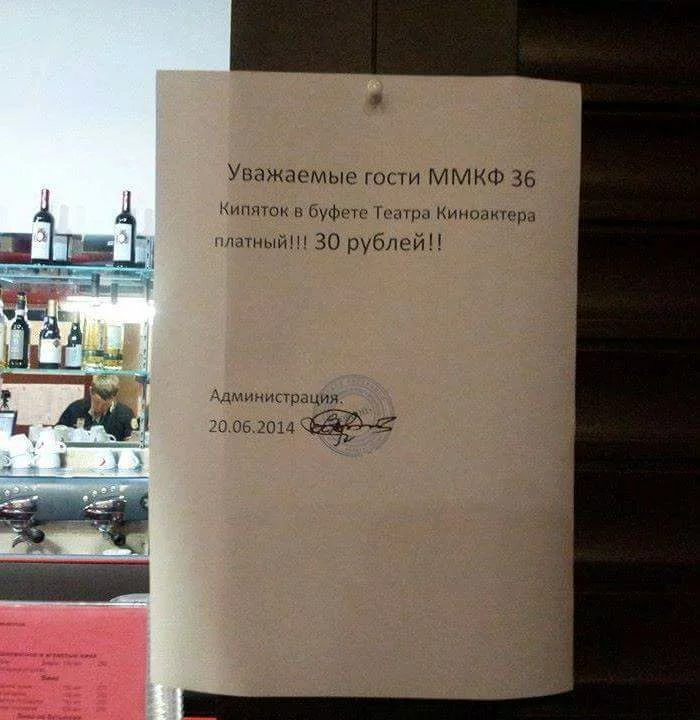 Уважаемые гости ММКФ 36
Кипяток в буфете Театра Киноактера
платный!!! 30 рублей!!
Администрация.
20.06.2014